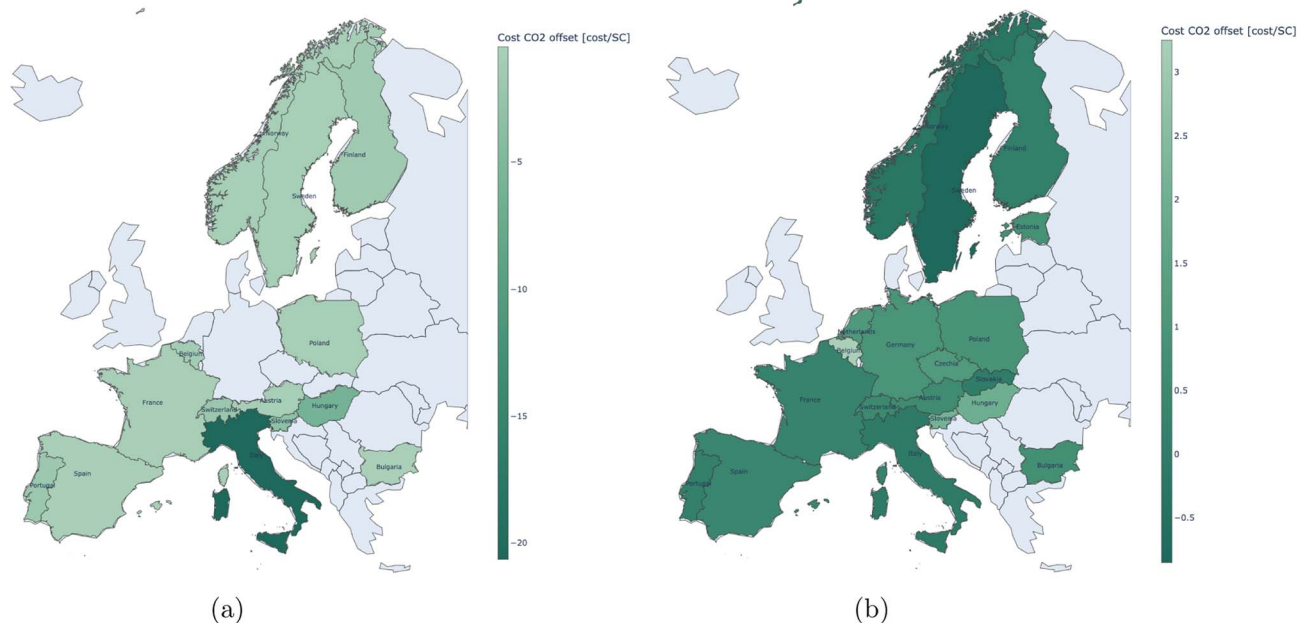 Cost CO2 offset [cost/SC]
−5
−10
−15
−20
Norway
Finland
Sweden
Poland
Belgium
France
Switzerland
Austria
Hungary
Slovenia
Italy
Bulgaria
Spain
Portugal
(a)
Cost CO2 offset [cost/SC]
3
2.5
2
1.5
1
0.5
0
−0.5
Norway
Finland
Sweden
Estonia
Netherlands
Belgium
Germany
Poland
Czechia
Slovakia
France
Switzerland
Austria
Hungary
Slovenia
Italy
Bulgaria
Spain
Portugal
(b)